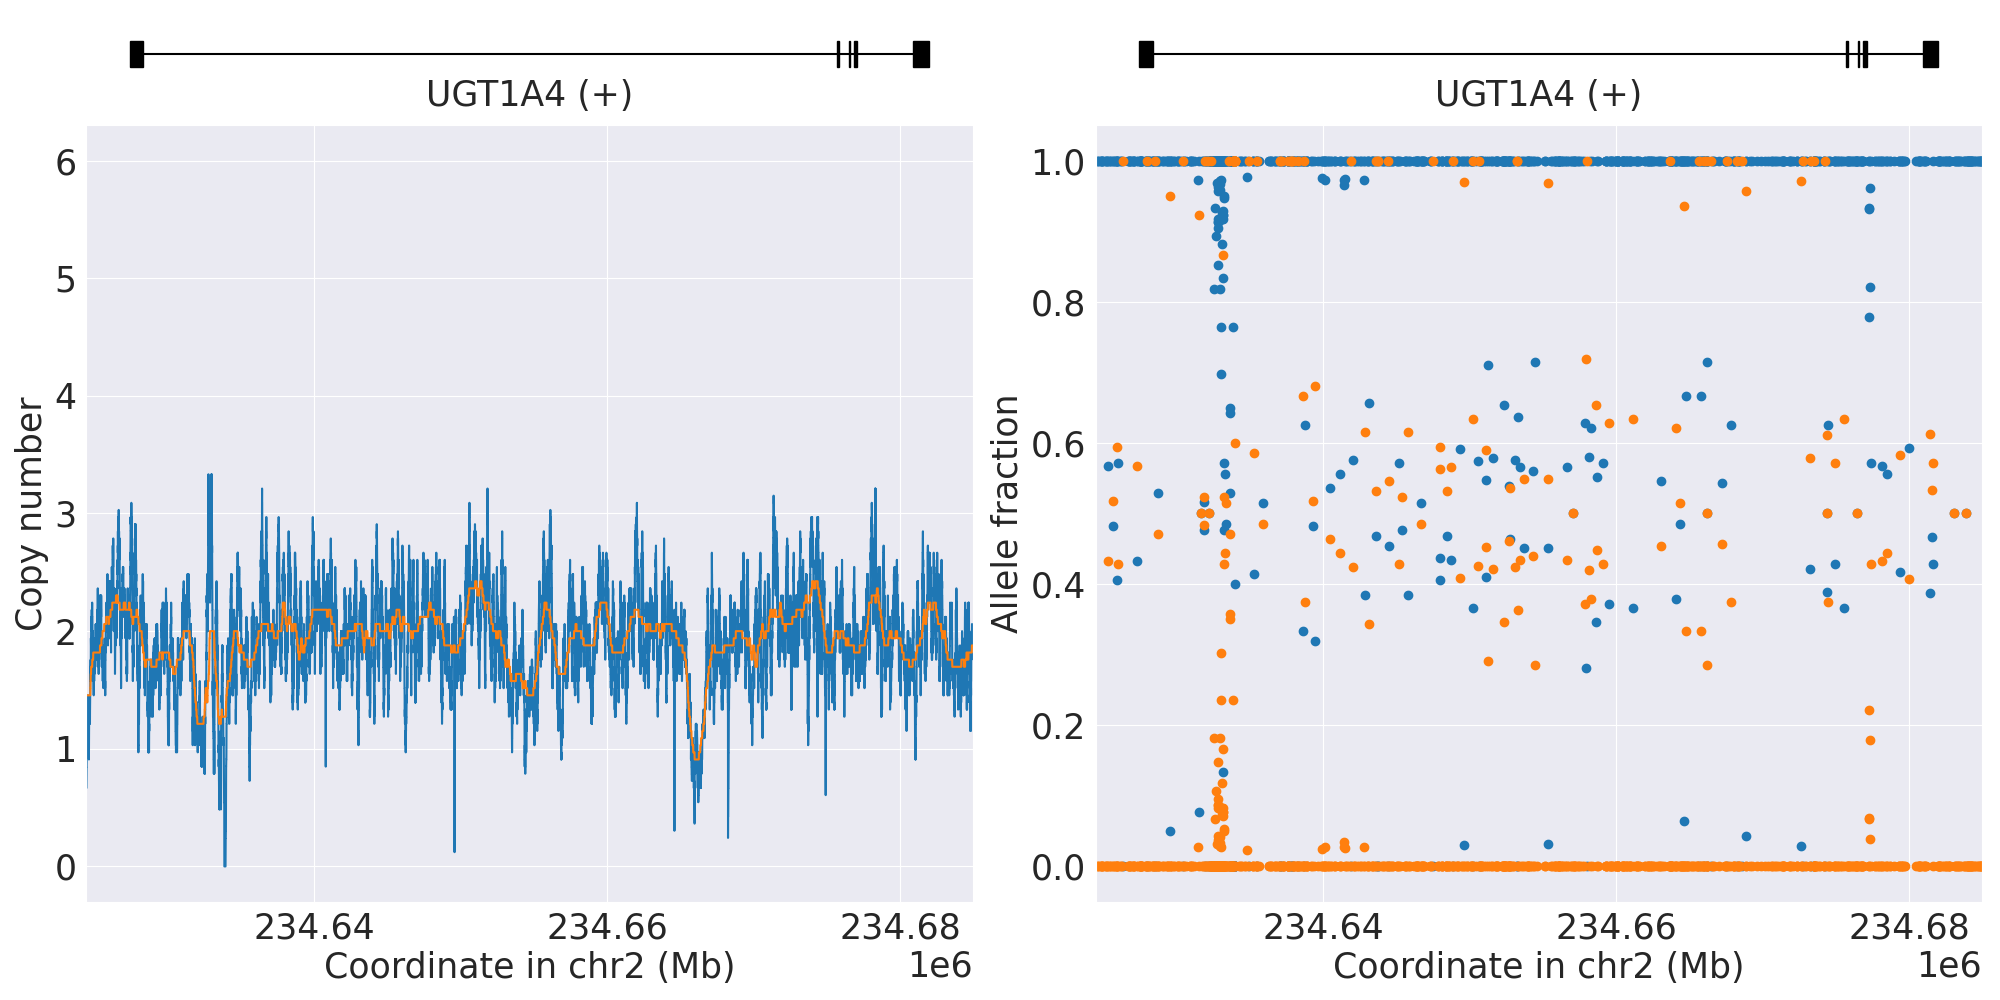 UGT1A4 (+)
6
5
4
3
2
1
0
Copy number
234.64 234.66 234.68
1e6
Coordinate in chr2 (Mb)
UGT1A4 (+)
1.0
0.8
0.6
0.4
0.2
0.0
Allele fraction
234.64 234.66 234.68
1e6
Coordinate in chr2 (Mb)